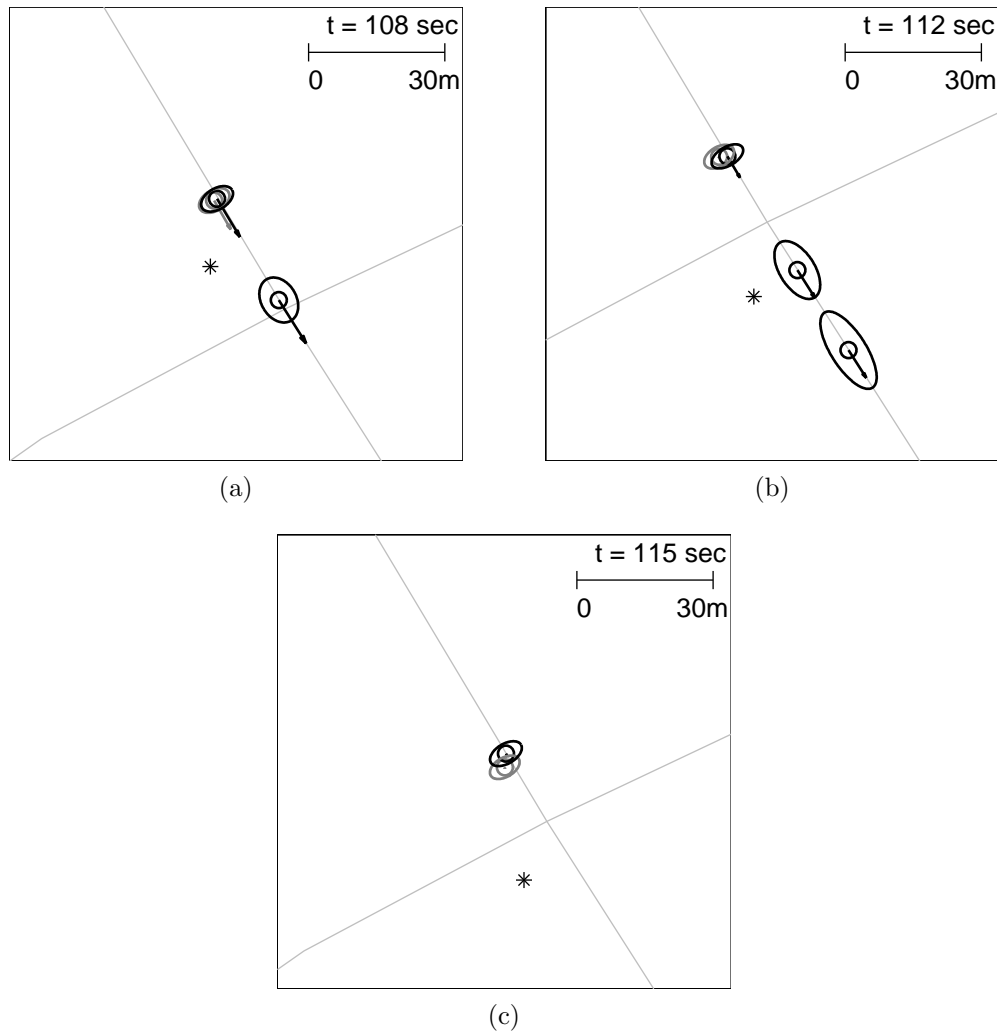 t = 108 sec
0 30m
(a)
t = 112 sec
0 30m
(b)
t = 115 sec
0 30m
(c)